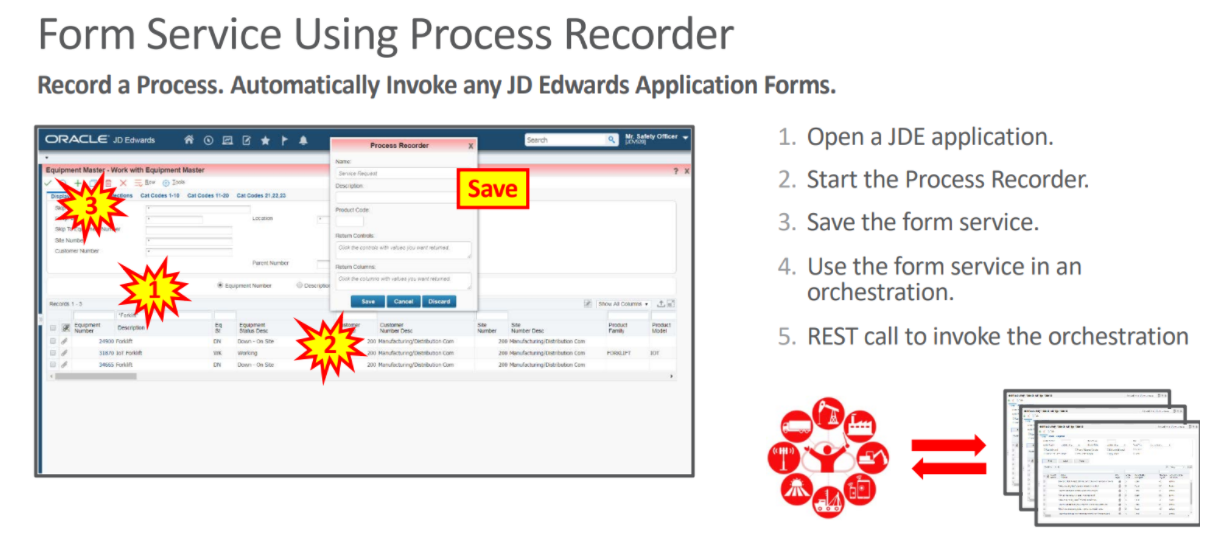 Form Service Using Process Recorder
Record a Process. Automatically Invoke any JD Edwards Application Forms.
ORACLE JD Edwards
Search
Mr. Safety Officer
Equipment Master - Work with Equipment Master
? X
Row
Tools
Cat Codes 1-10 Cat Codes 11-20 Cat Codes 21,22,23
Location
Skip To
Site Number
Customer Number
Parent Number
Equipment Number
Description
Process Recorder X
Name:
Service Request
Description:
Product Code:
Return Controls:
Click the controls with values you want returned
Return Columns:
Click the columns with values you want returned
Save Cancel Discard
Save
3
1
2
Records 1 - 3
Show All Columns
*Forklift
Equipment Number
Description
Eq St
Equipment Status Desc
Customer Number Desc
Site Number
Site Number Desc
Product Family
Product Model
24900 Forklift DN Down - On Site 200 Manufacturing/Distribution Com 200 Manufacturing/Distribution Com
IoT Forklift WK Working 200 Manufacturing/Distribution Com 200 Manufacturing/Distribution Com FORKLIFT IOT
Forklift DN Down - On Site 200 Manufacturing/Distribution Com 200 Manufacturing/Distribution Com
1. Open a JDE application.
2. Start the Process Recorder.
3. Save the form service.
4. Use the form service in an
orchestration.
5. REST call to invoke the orchestration